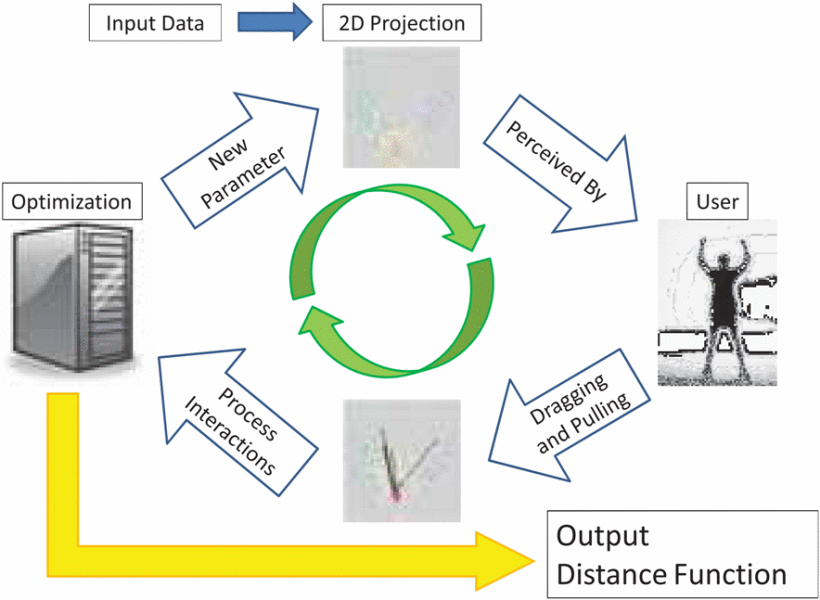 Input Data
2D Projection
New
Parameter
Perceived By
Optimization
User
Dragging
and Pulling
Process
Interactions
Output
Distance Function